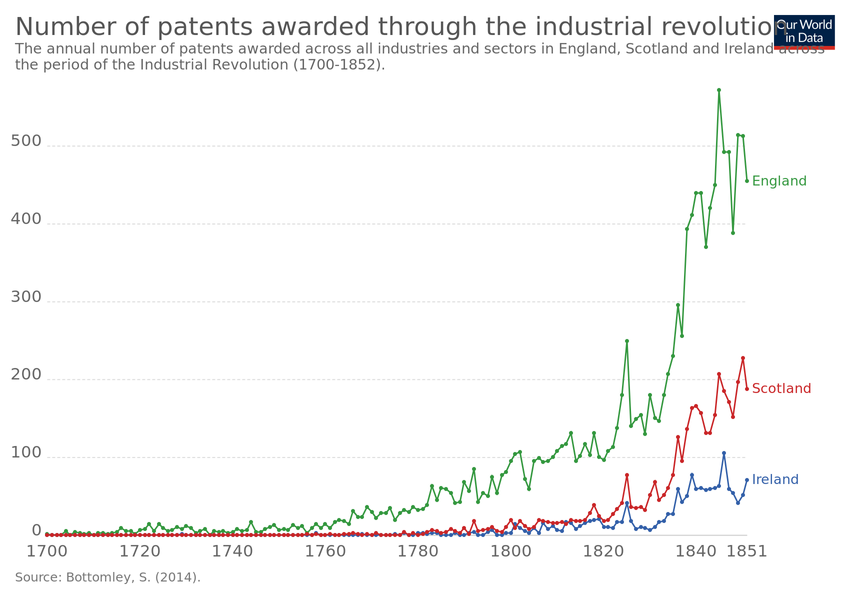 Number of patents awarded through the industrial revolution
Our World
in Data
The annual number of patents awarded across all industries and sectors in England, Scotland and Ireland across
the period of the Industrial Revolution (1700-1852).
500
400
300
200
100
0
England
Scotland
Ireland
1700 1720 1740 1760 1780 1800 1820 1840 1851
Source: Bottomley, S. (2014).